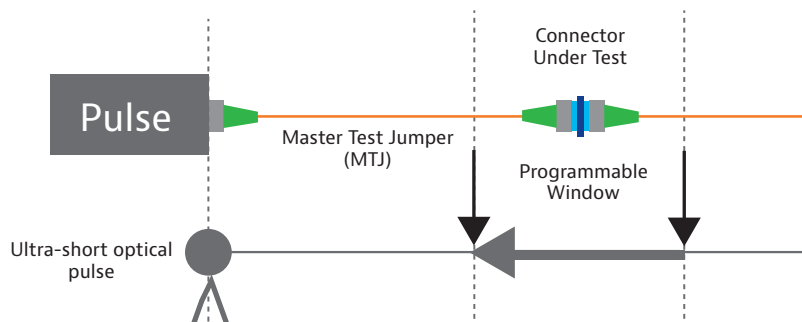 Connector
Under Test
Pulse
Master Test Jumper
(MTJ)
Programmable
Window
Ultra-short optical
pulse